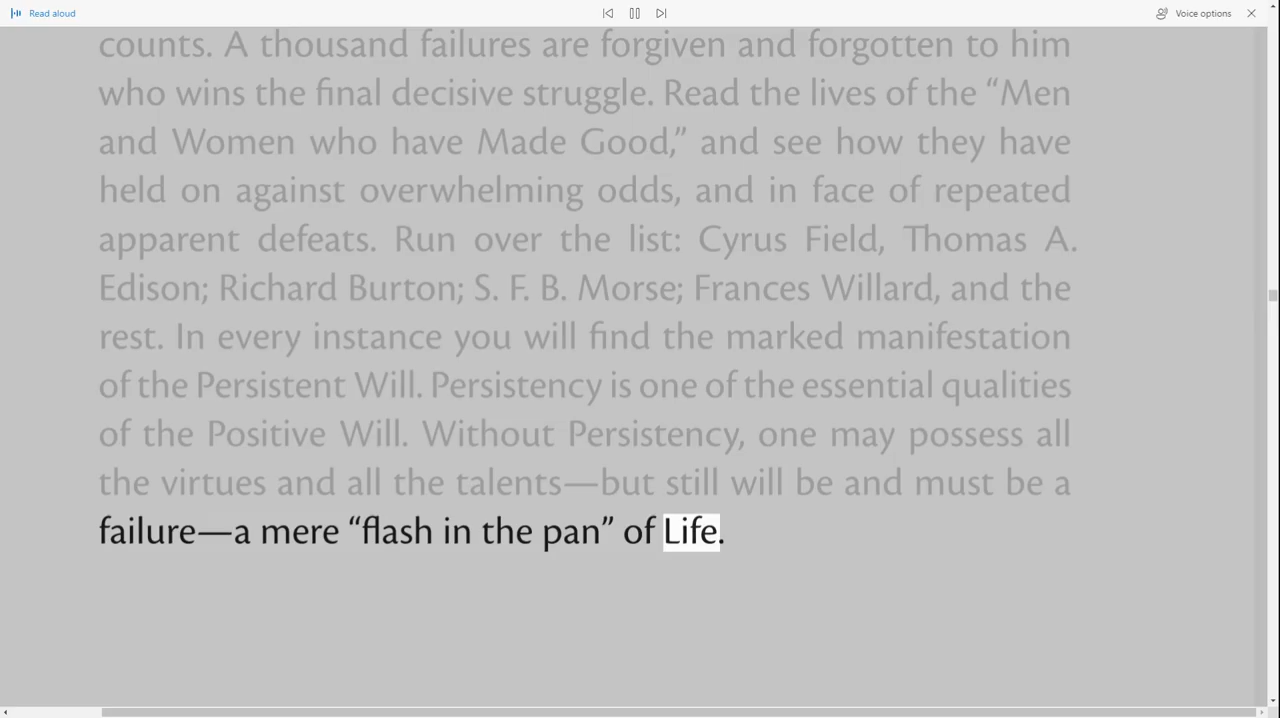 Read aloud
Voice options
counts. A thousand failures are forgiven and forgotten to him
who wins the final decisive struggle. Read the lives of the “Men
and Women who have Made Good,” and see how they have
held on against overwhelming odds, and in face of repeated
apparent defeats. Run over the list: Cyrus Field, Thomas A.
Edison; Richard Burton; S. F. B. Morse; Frances Willard, and the
rest. In every instance you will find the marked manifestation
of the Persistent Will. Persistency is one of the essential qualities
of the Positive Will. Without Persistency, one may possess all
the virtues and all the talents—but still will be and must be a
failure—a mere “flash in the pan” of Life.